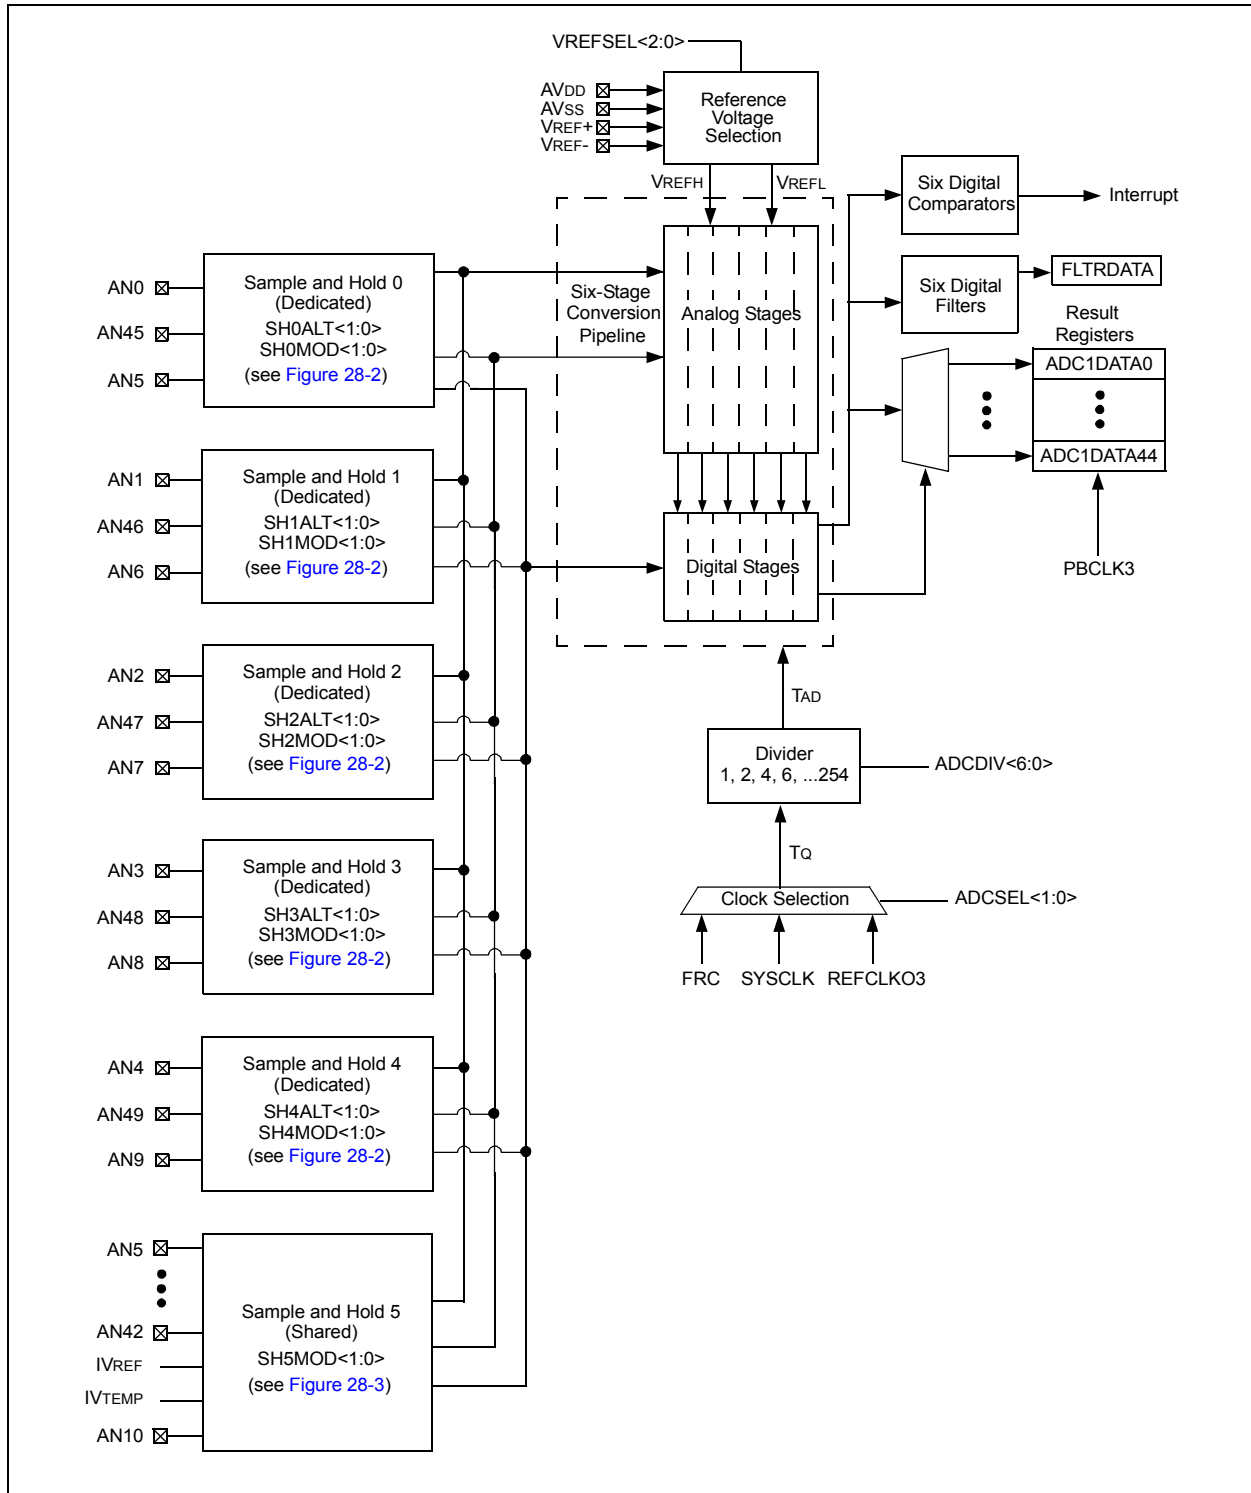 VREFSEL<2:0>
AVDD
AVSS
VREF+
VREF-
Reference
Voltage
Selection
VREFH
VREFL
Six Digital
Comparators
Interrupt
Six Digital
Filters
FLTRDATA
Result
Registers
ADC1DATA0
ADC1DATA44
PBCLK3
Six-Stage
Conversion
Pipeline
Analog Stages
Digital Stages
TAD
Divider
1, 2, 4, 6, ...254
ADCDIV<6:0>
TQ
Clock Selection
ADCSEL<1:0>
FRC
SYSCLK
REFCLKO3
AN0
AN45
AN5
Sample and Hold 0
(Dedicated)
SH0ALT<1:0>
SH0MOD<1:0>
(see Figure 28-2)
AN1
AN46
AN6
Sample and Hold 1
(Dedicated)
SH1ALT<1:0>
SH1MOD<1:0>
(see Figure 28-2)
AN2
AN47
AN7
Sample and Hold 2
(Dedicated)
SH2ALT<1:0>
SH2MOD<1:0>
(see Figure 28-2)
AN3
AN48
AN8
Sample and Hold 3
(Dedicated)
SH3ALT<1:0>
SH3MOD<1:0>
(see Figure 28-2)
AN4
AN49
AN9
Sample and Hold 4
(Dedicated)
SH4ALT<1:0>
SH4MOD<1:0>
(see Figure 28-2)
AN5
AN42
IVREF
IVTEMP
AN10
Sample and Hold 5
(Shared)
SH5MOD<1:0>
(see Figure 28-3)